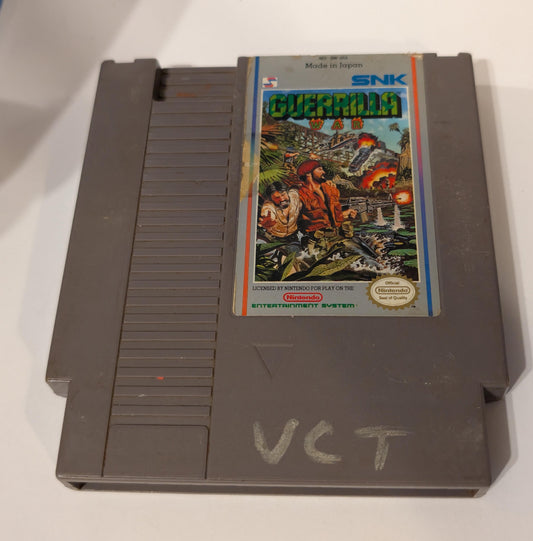 Made in Japan
SNK
GUERRILLA
WAR
LICENSED BY NINTENDO FOR PLAY ON THE
Nintendo
ENTERTAINMENT SYSTEM
Official
Nintendo
Seal of Quality
VCT